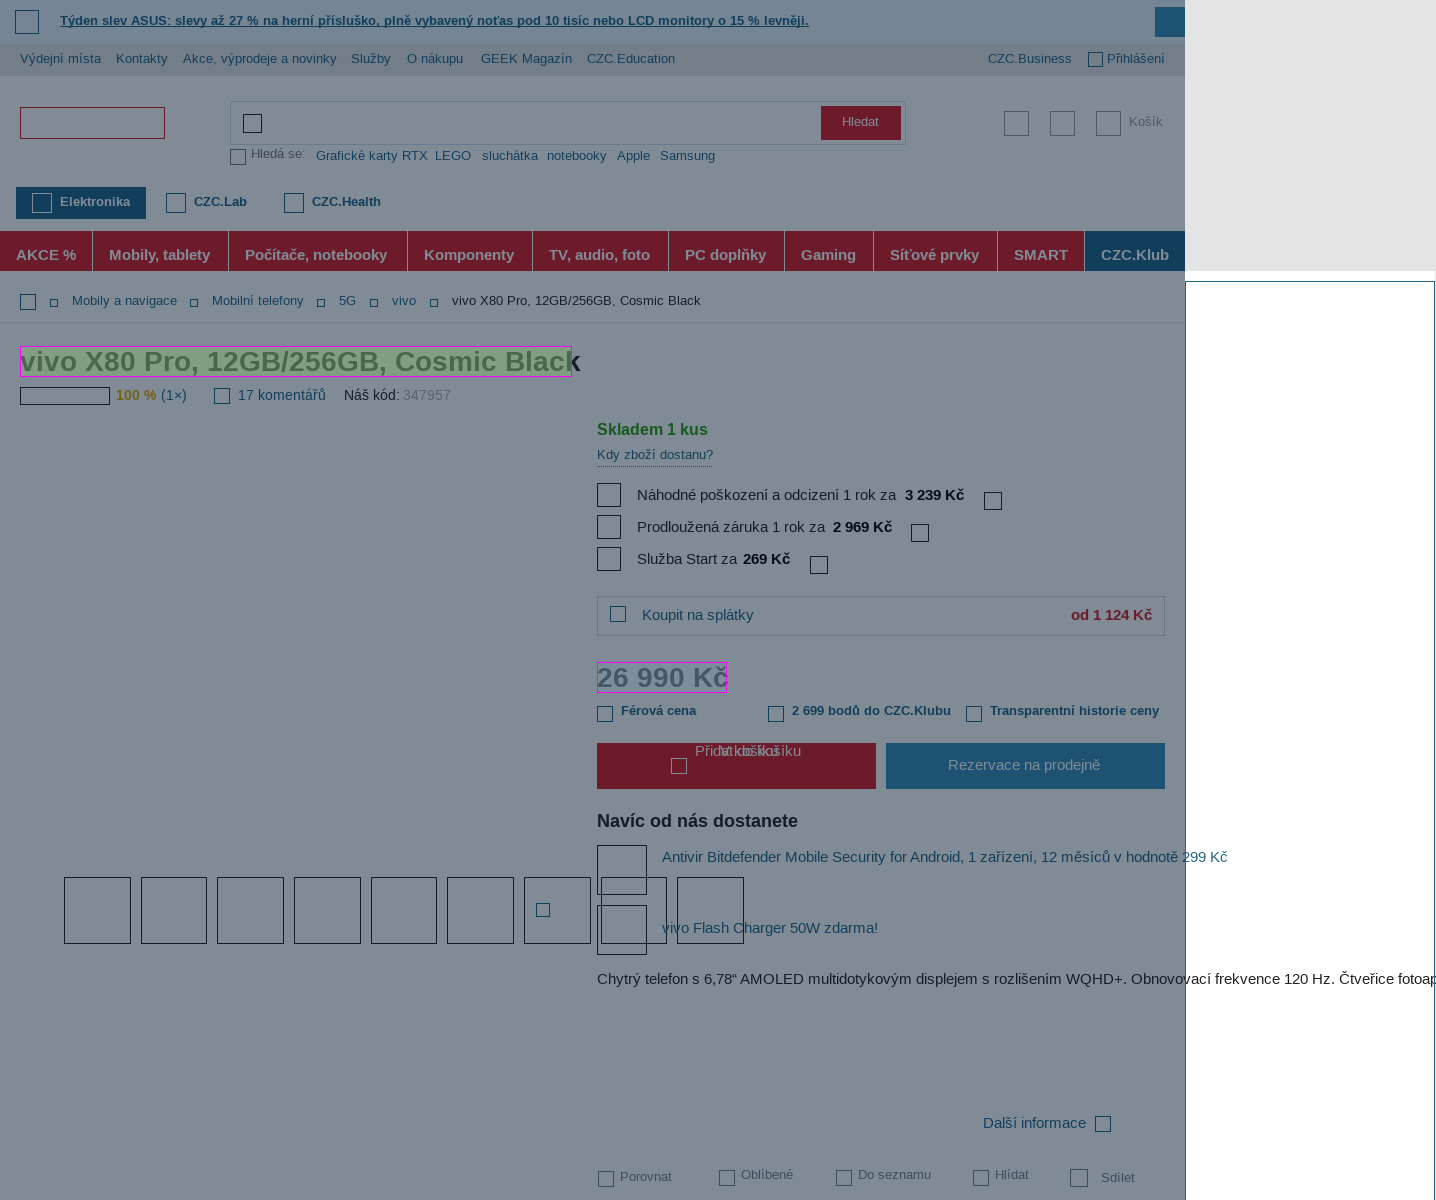 Týden slev ASUS: slevy až 27 % na herní přísluško, plně vybavený noťas pod 10 tisíc nebo LCD monitory o 15 % levněji.
Výdejní místa Kontakty Akce, výprodeje a novinky Služby O nákupu GEEK Magazín CZC.Education CZC.Business Přihlášení
Hledat Košík
Hledá se: Grafické karty RTX LEGO sluchátka notebooky Apple Samsung
Elektronika CZC.Lab CZC.Health
AKCE % Mobily, tablety Počítače, notebooky Komponenty TV, audio, foto PC doplňky Gaming Síťové prvky SMART CZC.Klub
Mobily a navigace Mobilní telefony 5G vivo vivo X80 Pro, 12GB/256GB, Cosmic Black
vivo X80 Pro, 12GB/256GB, Cosmic Black
100 % (1×) 17 komentářů Náš kód: 347957
Skladem 1 kus
Kdy zboží dostanu?
Náhodné poškození a odcizení 1 rok za 3 239 Kč
Prodloužená záruka 1 rok za 2 969 Kč
Služba Start za 269 Kč
Koupit na splátky od 1 124 Kč
26 990 Kč
Férová cena 2 699 bodů do CZC.Klubu Transparentní historie ceny
Přidat do košíku V košíku
Rezervace na prodejně
Navíc od nás dostanete
Antivir Bitdefender Mobile Security for Android, 1 zařízení, 12 měsíců v hodnotě 299 Kč
vivo Flash Charger 50W zdarma!
Chytrý telefon s 6,78“ AMOLED multidotykovým displejem s rozlišením WQHD+. Obnovovací frekvence 120 Hz. Čtveřice fotoap
Další informace
Porovnat Oblíbené Do seznamu Hlídat Sdílet